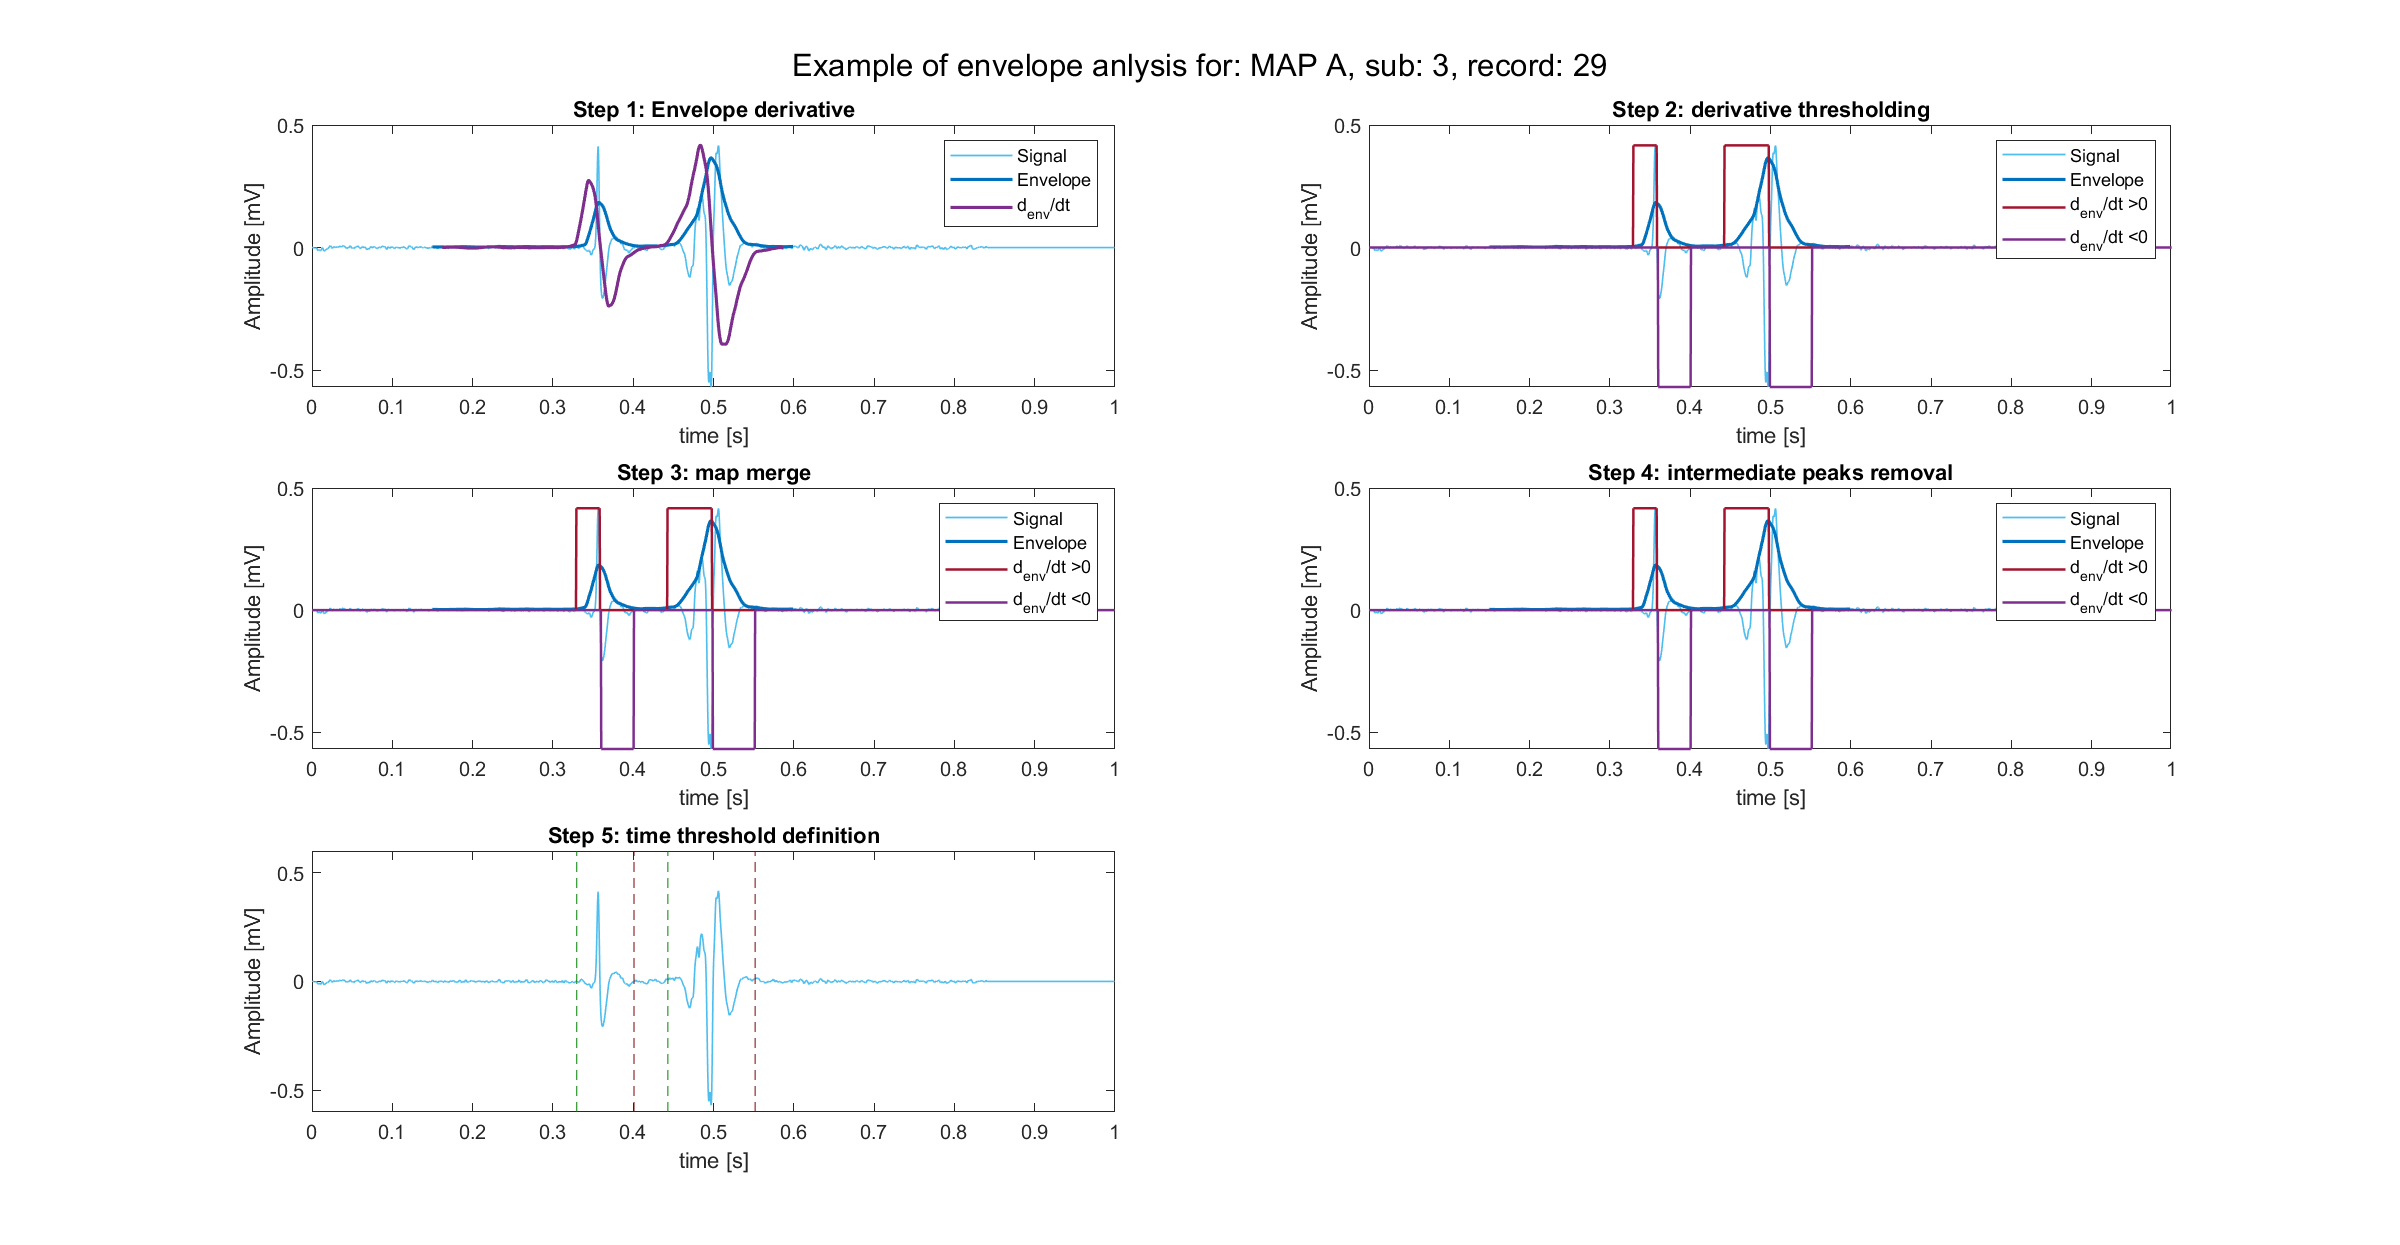 Example of envelope anlysis for: MAP A, sub: 3, record: 29
Step 1: Envelope derivative
0.5
0
-0.5
Amplitude [mV]
Signal
Envelope
d_env/dt
0 0.1 0.2 0.3 0.4 0.5 0.6 0.7 0.8 0.9 1
time [s]
Step 2: derivative thresholding
0.5
0
-0.5
Amplitude [mV]
Signal
Envelope
d_env/dt >0
d_env/dt <0
0 0.1 0.2 0.3 0.4 0.5 0.6 0.7 0.8 0.9 1
time [s]
Step 3: map merge
0.5
0
-0.5
Amplitude [mV]
Signal
Envelope
d_env/dt >0
d_env/dt <0
0 0.1 0.2 0.3 0.4 0.5 0.6 0.7 0.8 0.9 1
time [s]
Step 4: intermediate peaks removal
0.5
0
-0.5
Amplitude [mV]
Signal
Envelope
d_env/dt >0
d_env/dt <0
0 0.1 0.2 0.3 0.4 0.5 0.6 0.7 0.8 0.9 1
time [s]
Step 5: time threshold definition
0.5
0
-0.5
Amplitude [mV]
0 0.1 0.2 0.3 0.4 0.5 0.6 0.7 0.8 0.9 1
time [s]